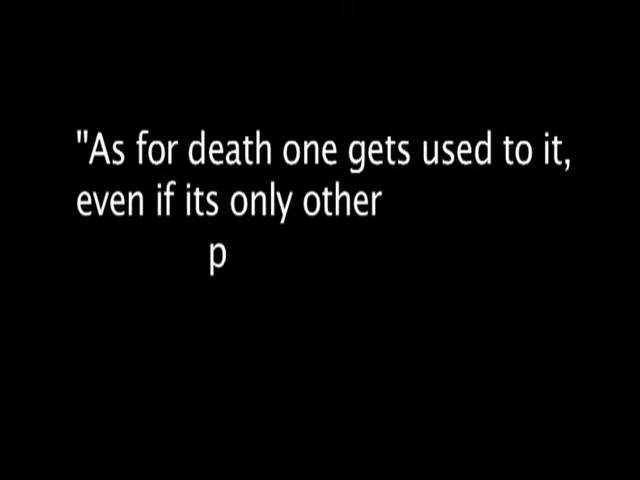 "As for death one gets used to it,
even if its only other
p